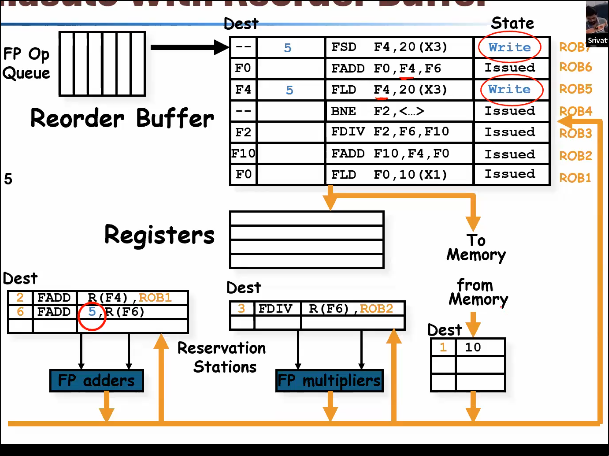 Dest
State
FP Op
Queue
-- 5 FSD F4,20(X3) Write ROB7
F0 FADD F0,F4,F6 Issued ROB6
F4 5 FLD F4,20(X3) Write ROB5
-- BNE F2,<…> Issued ROB4
F2 FDIV F2,F6,F10 Issued ROB3
F10 FADD F10,F4,F0 Issued ROB2
F0 FLD F0,10(X1) Issued ROB1
Reorder Buffer
5
Registers
To
Memory
from
Memory
Dest
2 FADD R(F4),ROB1
6 FADD 5,R(F6)
Dest
3 FDIV R(F6),ROB2
Dest
1 10
Reservation
Stations
FP adders
FP multipliers